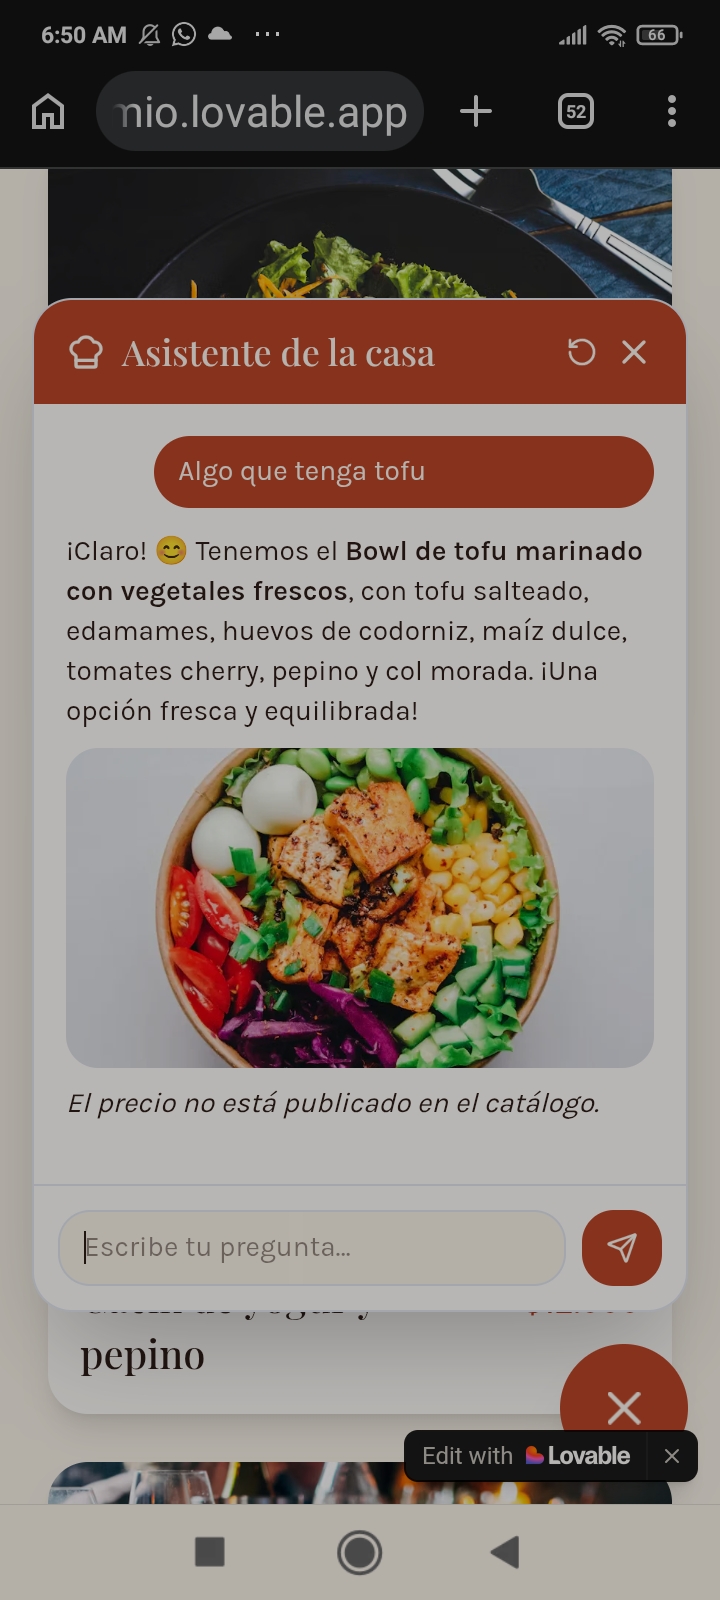 6:50 AM
66
mio.lovable.app
52
Asistente de la casa
Algo que tenga tofu
¡Claro! 😊 Tenemos el Bowl de tofu marinado
con vegetales frescos, con tofu salteado,
edamames, huevos de codorniz, maíz dulce,
tomates cherry, pepino y col morada. ¡Una
opción fresca y equilibrada!
El precio no está publicado en el catálogo.
Escribe tu pregunta...
pepino
Edit with Lovable